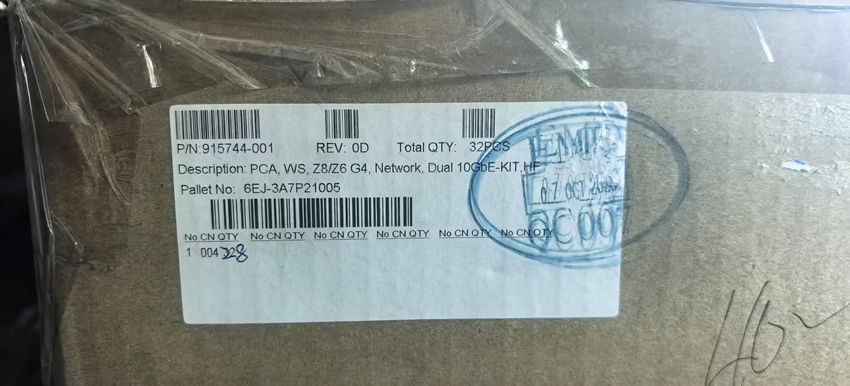 P/N:915744-001 REV: 0D Total QTY: 32PCS
Description: PCA, WS, Z8/Z6 G4, Network, Dual 10GbE-KIT,HF
Pallet No: 6EJ-3A7P21005
No CN QTY No CN QTY No CN QTY No CN QTY No CN QTY No CN QTY
1 004 28